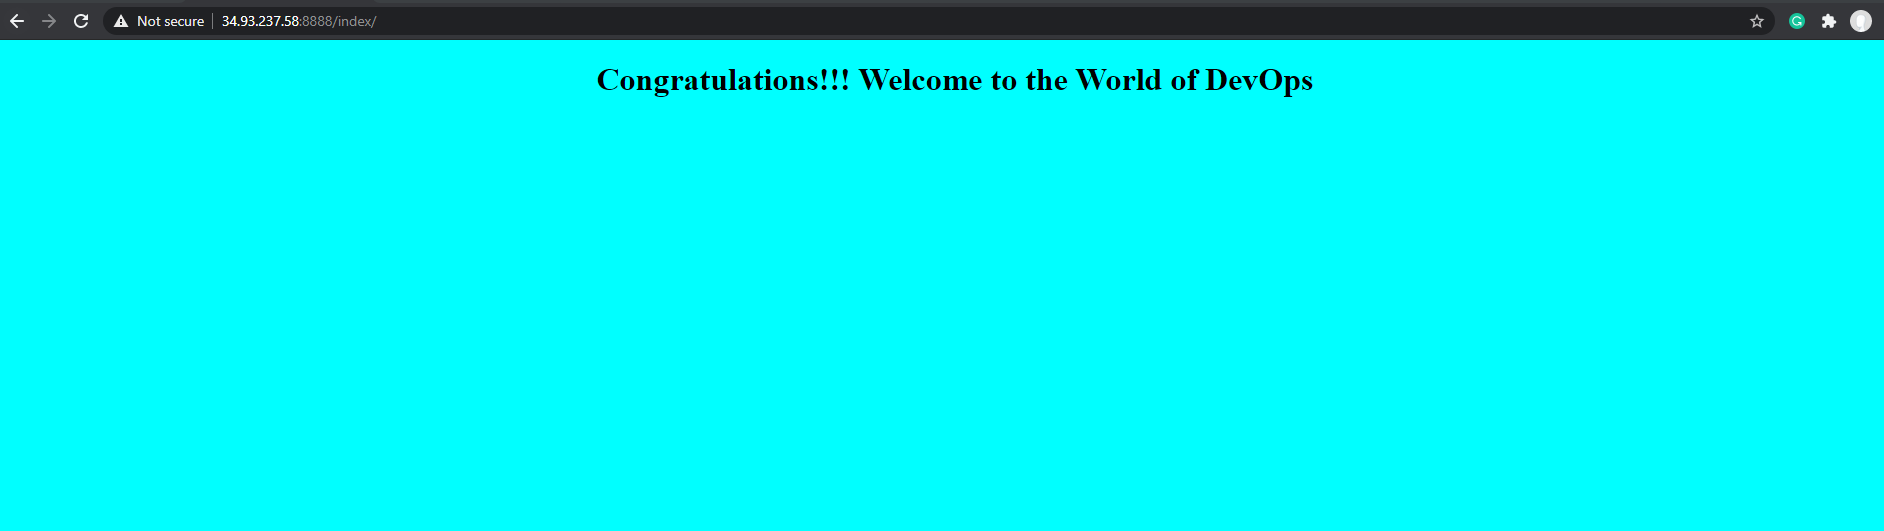 Not secure 34.93.237.58:8888/index/
Congratulations!!! Welcome to the World of DevOps